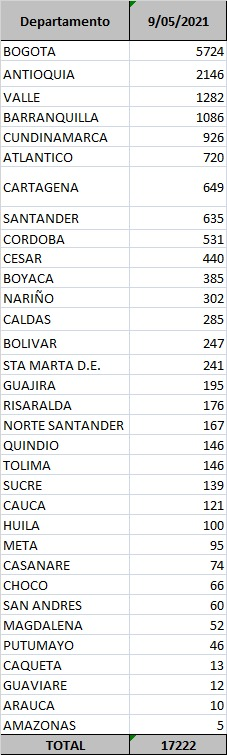 Departamento 9/05/2021
BOGOTA 5724
ANTIOQUIA 2146
VALLE 1282
BARRANQUILLA 1086
CUNDINAMARCA 926
ATLANTICO 720
CARTAGENA 649
SANTANDER 635
CORDOBA 531
CESAR 440
BOYACA 385
NARIÑO 302
CALDAS 285
BOLIVAR 247
STA MARTA D.E. 241
GUAJIRA 195
RISARALDA 176
NORTE SANTANDER 167
QUINDIO 146
TOLIMA 146
SUCRE 139
CAUCA 121
HUILA 100
META 95
CASANARE 74
CHOCO 66
SAN ANDRES 60
MAGDALENA 52
PUTUMAYO 46
CAQUETA 13
GUAVIARE 12
ARAUCA 10
AMAZONAS 5
TOTAL 17222